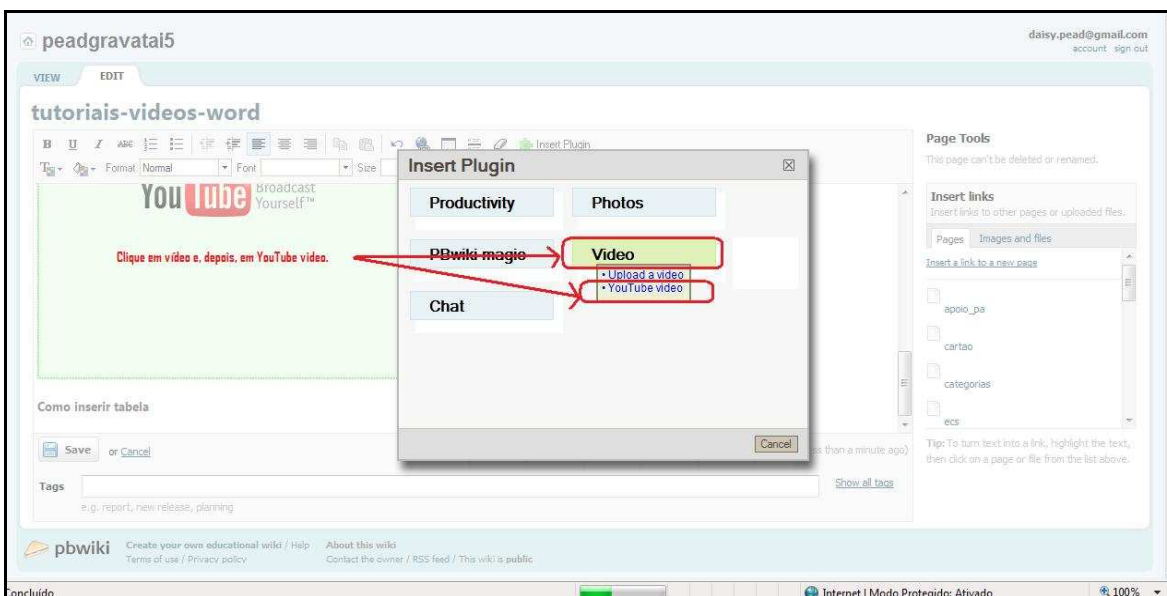 peadgravatai5
daisy.pead@gmail.com
account sign out
VIEW EDIT
tutoriais-videos-word
B U I ABC Insert Plugin
Format Normal Font Size
You Tube Broadcast Yourself™
Clique em vídeo e, depois, em YouTube video.
Como inserir tabela
Insert Plugin
Productivity Photos
PBwiki magic Video
• Upload a video
• YouTube video
Chat
Cancel
Page Tools
This page can't be deleted or renamed.
Insert links
Insert links to other pages or uploaded files.
Pages Images and files
Insert a link to a new page
apoio_pa
cartao
categorias
ecs
Tip: To turn text into a link, highlight the text,
then click on a page or file from the list above.
Save or Cancel
than a minute ago)
Tags
Show all tags
e.g. report, new release, planning
pbwiki
Create your own educational wiki / Help
Terms of use / Privacy policy
About this wiki
Contact the owner / RSS feed / This wiki is public
Concluído
Internet | Modo Protegido: Ativado
100%